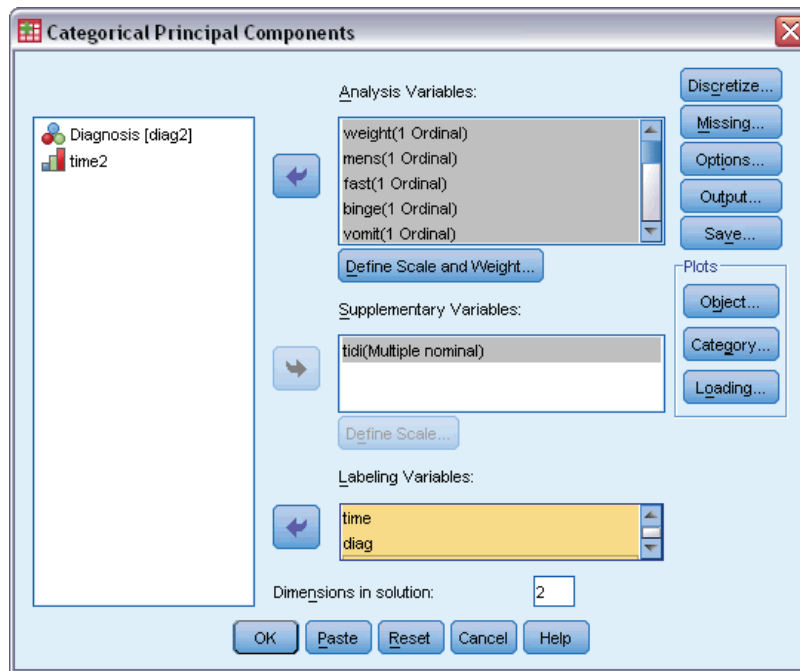 Categorical Principal Components
Diagnosis [diag2]
time2
Analysis Variables:
weight(1 Ordinal)
mens(1 Ordinal)
fast(1 Ordinal)
binge(1 Ordinal)
vomit(1 Ordinal)
Define Scale and Weight...
Supplementary Variables:
tidi(Multiple nominal)
Define Scale...
Labeling Variables:
time
diag
Dimensions in solution:
2
Discretize...
Missing...
Options...
Output...
Save...
Plots
Object...
Category...
Loading...
OK
Paste
Reset
Cancel
Help